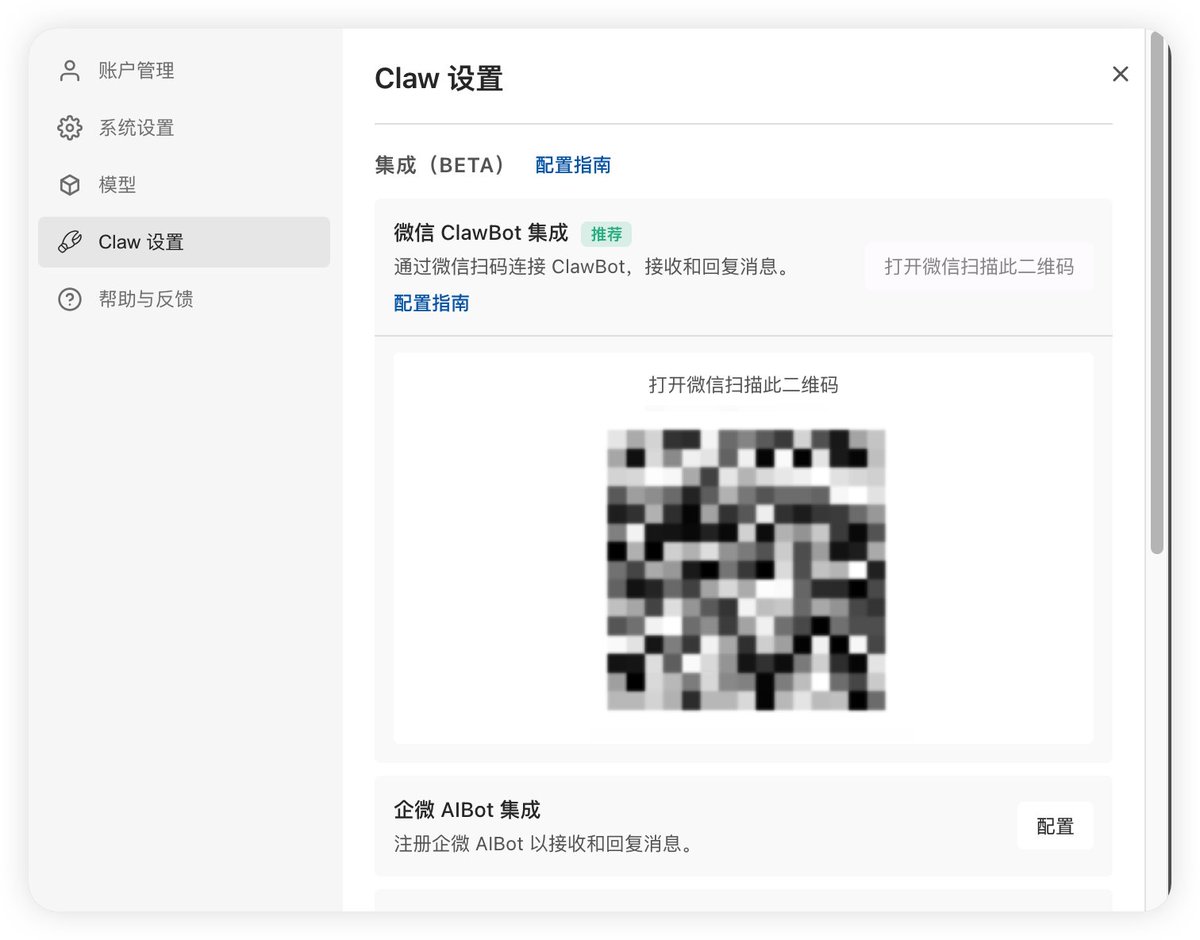 账户管理
系统设置
模型
Claw 设置
帮助与反馈
Claw 设置
集成（BETA） 配置指南
微信 ClawBot 集成 推荐
通过微信扫码连接 ClawBot，接收和回复消息。
配置指南
打开微信扫描此二维码
打开微信扫描此二维码
企微 AIBot 集成
注册企微 AIBot 以接收和回复消息。
配置